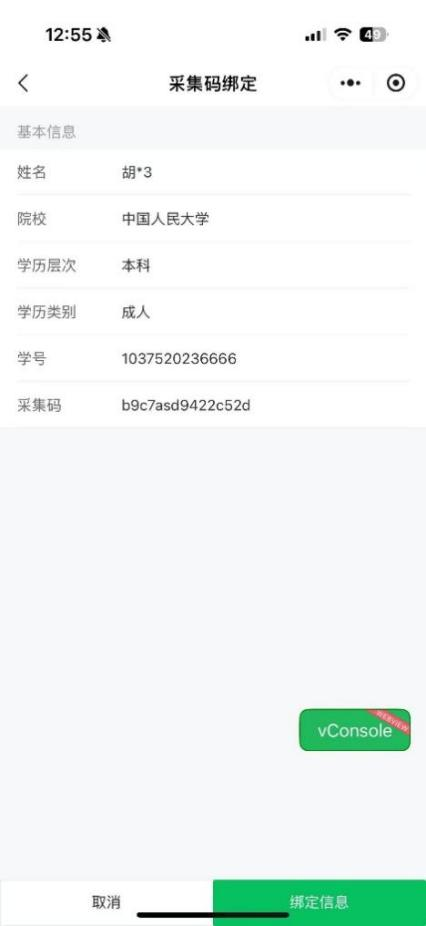 12:55
49
采集码绑定
基本信息
姓名 胡*3
院校 中国人民大学
学历层次 本科
学历类别 成人
学号 1037520236666
采集码 b9c7asd9422c52d
WEBVIEW
vConsole
取消 绑定信息